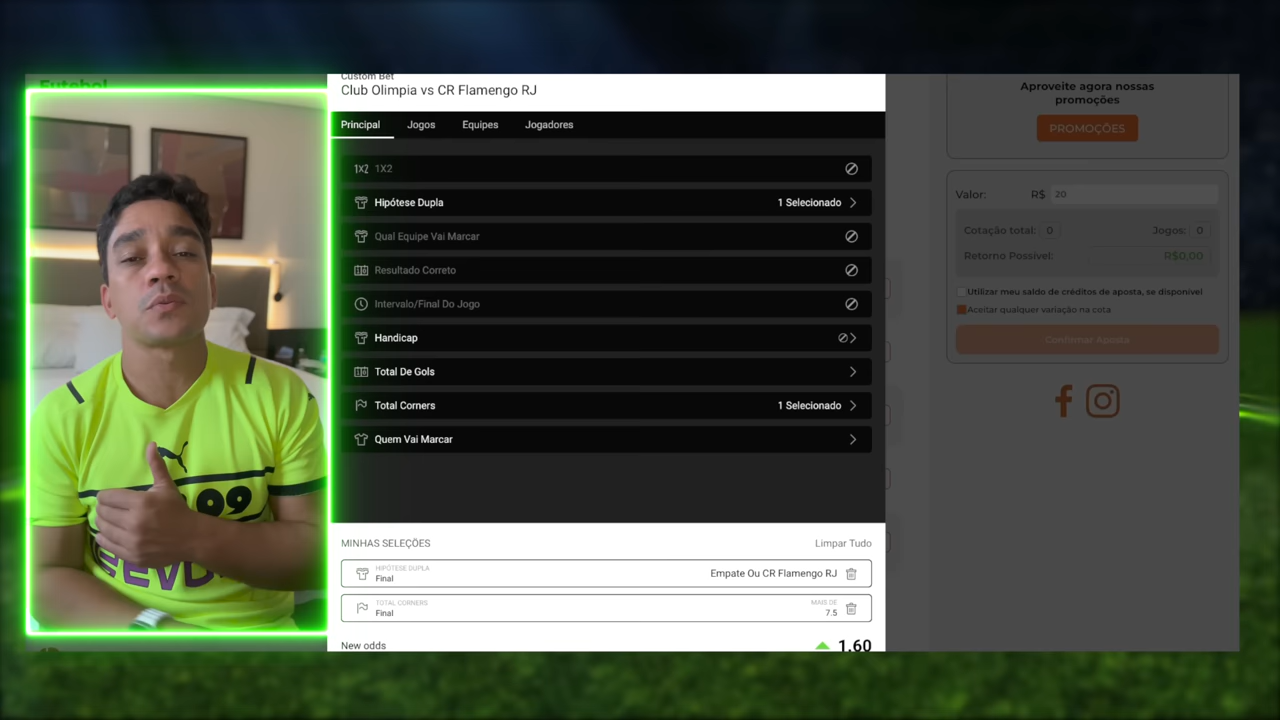 Futebol
Custom Bet
Club Olimpia vs CR Flamengo RJ
Principal Jogos Equipes Jogadores
1X2 1X2
Hipótese Dupla 1 Selecionado
Qual Equipe Vai Marcar
Resultado Correto
Intervalo/Final Do Jogo
Handicap
Total De Gols
Total Corners 1 Selecionado
Quem Vai Marcar
MINHAS SELEÇÕES Limpar Tudo
HIPÓTESE DUPLA
Final
Empate Ou CR Flamengo RJ
TOTAL CORNERS
Final
MAIS DE
7.5
New odds 1.60
Aproveite agora nossas
promoções
PROMOÇÕES
Valor: R$ 20
Cotação total: 0 Jogos: 0
Retorno Possível: R$0,00
Utilizar meu saldo de créditos de aposta, se disponível
Aceitar qualquer variação na cota
Confirmar Aposta